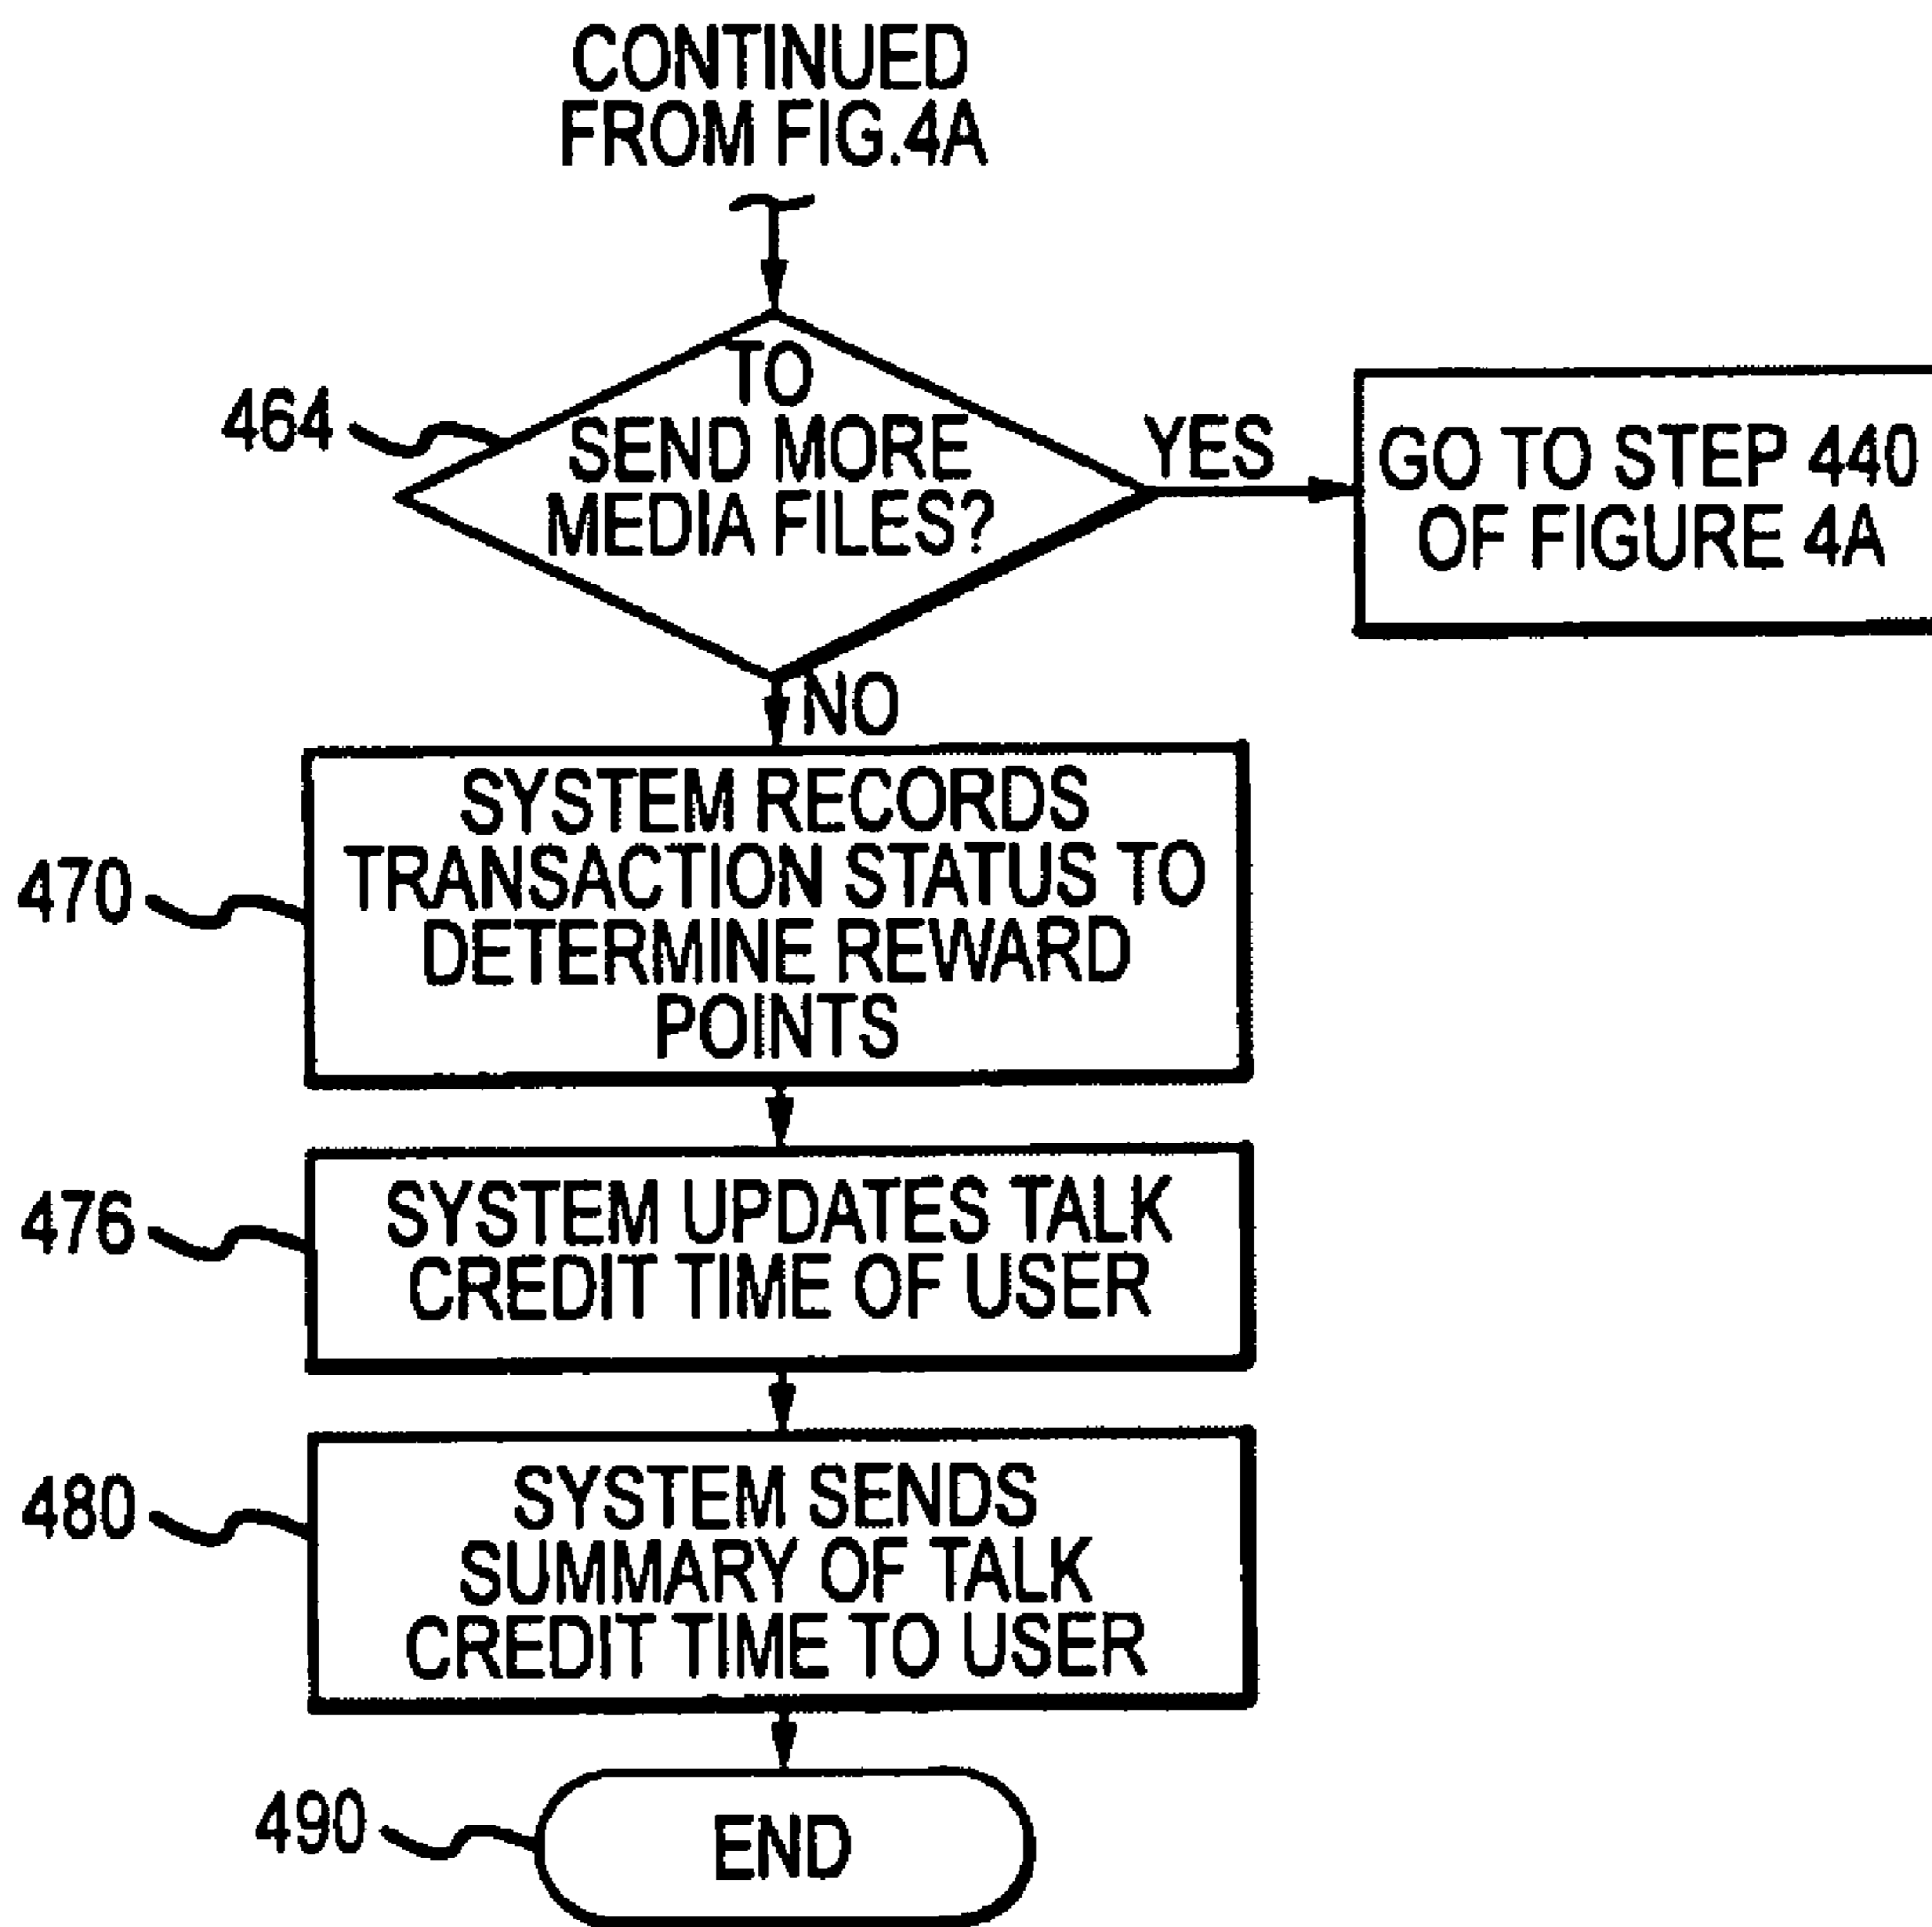 CONTINUED
FROM FIG.4A
464
TO
SEND MORE
MEDIA FILES?
YES
GO TO STEP 440
OF FIGURE 4A
NO
470
SYSTEM RECORDS
TRANSACTION STATUS TO
DETERMINE REWARD
POINTS
476
SYSTEM UPDATES TALK
CREDIT TIME OF USER
480
SYSTEM SENDS
SUMMARY OF TALK
CREDIT TIME TO USER
490
END